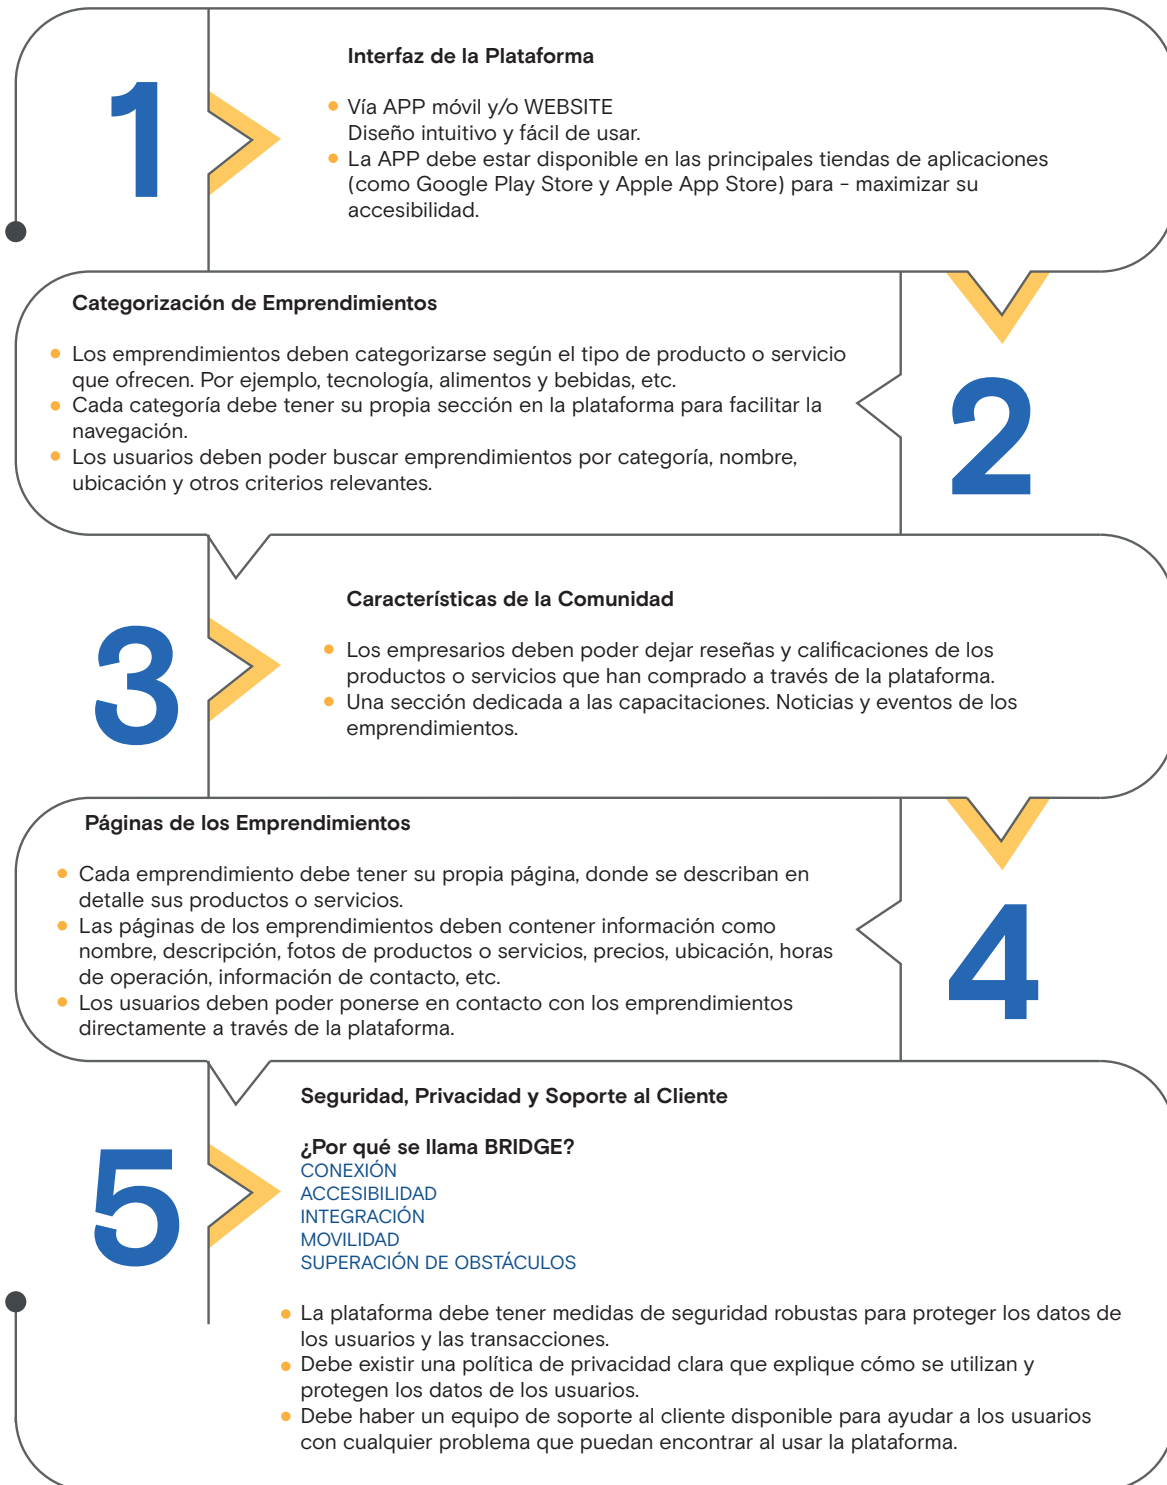 1
Interfaz de la Plataforma
Vía APP móvil y/o WEBSITE
Diseño intuitivo y fácil de usar.
La APP debe estar disponible en las principales tiendas de aplicaciones
(como Google Play Store y Apple App Store) para - maximizar su
accesibilidad.
2
Categorización de Emprendimientos
Los emprendimientos deben categorizarse según el tipo de producto o servicio
que ofrecen. Por ejemplo, tecnología, alimentos y bebidas, etc.
Cada categoría debe tener su propia sección en la plataforma para facilitar la
navegación.
Los usuarios deben poder buscar emprendimientos por categoría, nombre,
ubicación y otros criterios relevantes.
3
Características de la Comunidad
Los empresarios deben poder dejar reseñas y calificaciones de los
productos o servicios que han comprado a través de la plataforma.
Una sección dedicada a las capacitaciones. Noticias y eventos de los
emprendimientos.
4
Páginas de los Emprendimientos
Cada emprendimiento debe tener su propia página, donde se describan en
detalle sus productos o servicios.
Las páginas de los emprendimientos deben contener información como
nombre, descripción, fotos de productos o servicios, precios, ubicación, horas
de operación, información de contacto, etc.
Los usuarios deben poder ponerse en contacto con los emprendimientos
directamente a través de la plataforma.
5
Seguridad, Privacidad y Soporte al Cliente
¿Por qué se llama BRIDGE?
CONEXIÓN
ACCESIBILIDAD
INTEGRACIÓN
MOVILIDAD
SUPERACIÓN DE OBSTÁCULOS
La plataforma debe tener medidas de seguridad robustas para proteger los datos de
los usuarios y las transacciones.
Debe existir una política de privacidad clara que explique cómo se utilizan y
protegen los datos de los usuarios.
Debe haber un equipo de soporte al cliente disponible para ayudar a los usuarios
con cualquier problema que puedan encontrar al usar la plataforma.